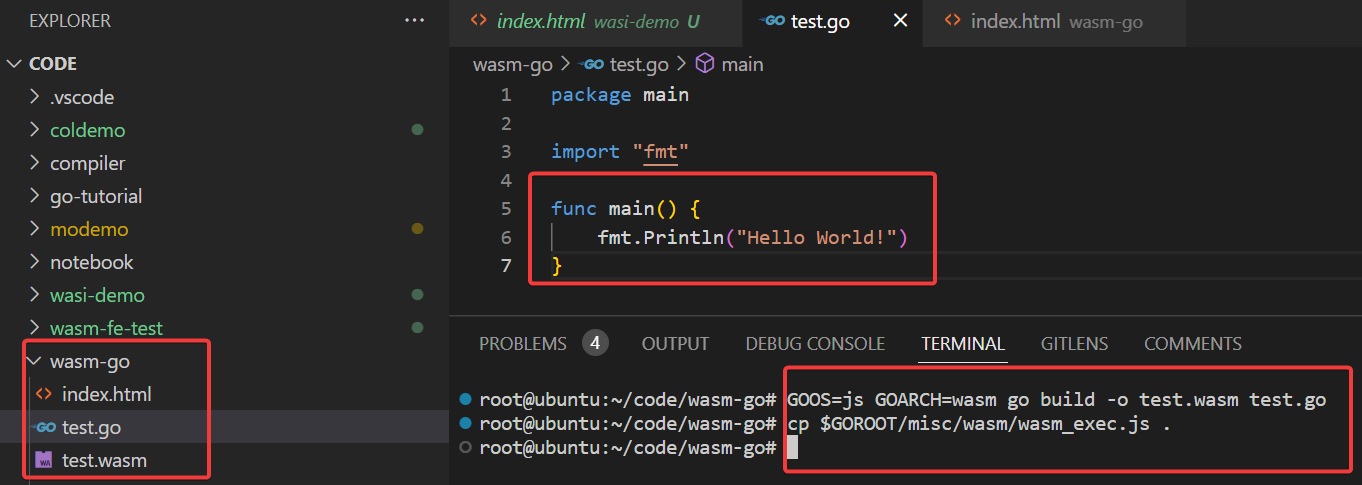 EXPLORER ...
CODE
.vscode
coldemo
compiler
go-tutorial
modemo
notebook
wasi-demo
wasm-fe-test
wasm-go
index.html
test.go
test.wasm
index.html wasi-demo U
GO test.go
index.html wasm-go
wasm-go > GO test.go > main
1 package main
2
3 import "fmt"
4
5 func main() {
6 fmt.Println("Hello World!")
7 }
PROBLEMS 4 OUTPUT DEBUG CONSOLE TERMINAL GITLENS COMMENTS
root@ubuntu:~/code/wasm-go# GOOS=js GOARCH=wasm go build -o test.wasm test.go
root@ubuntu:~/code/wasm-go# cp $GOROOT/misc/wasm/wasm_exec.js .
root@ubuntu:~/code/wasm-go#